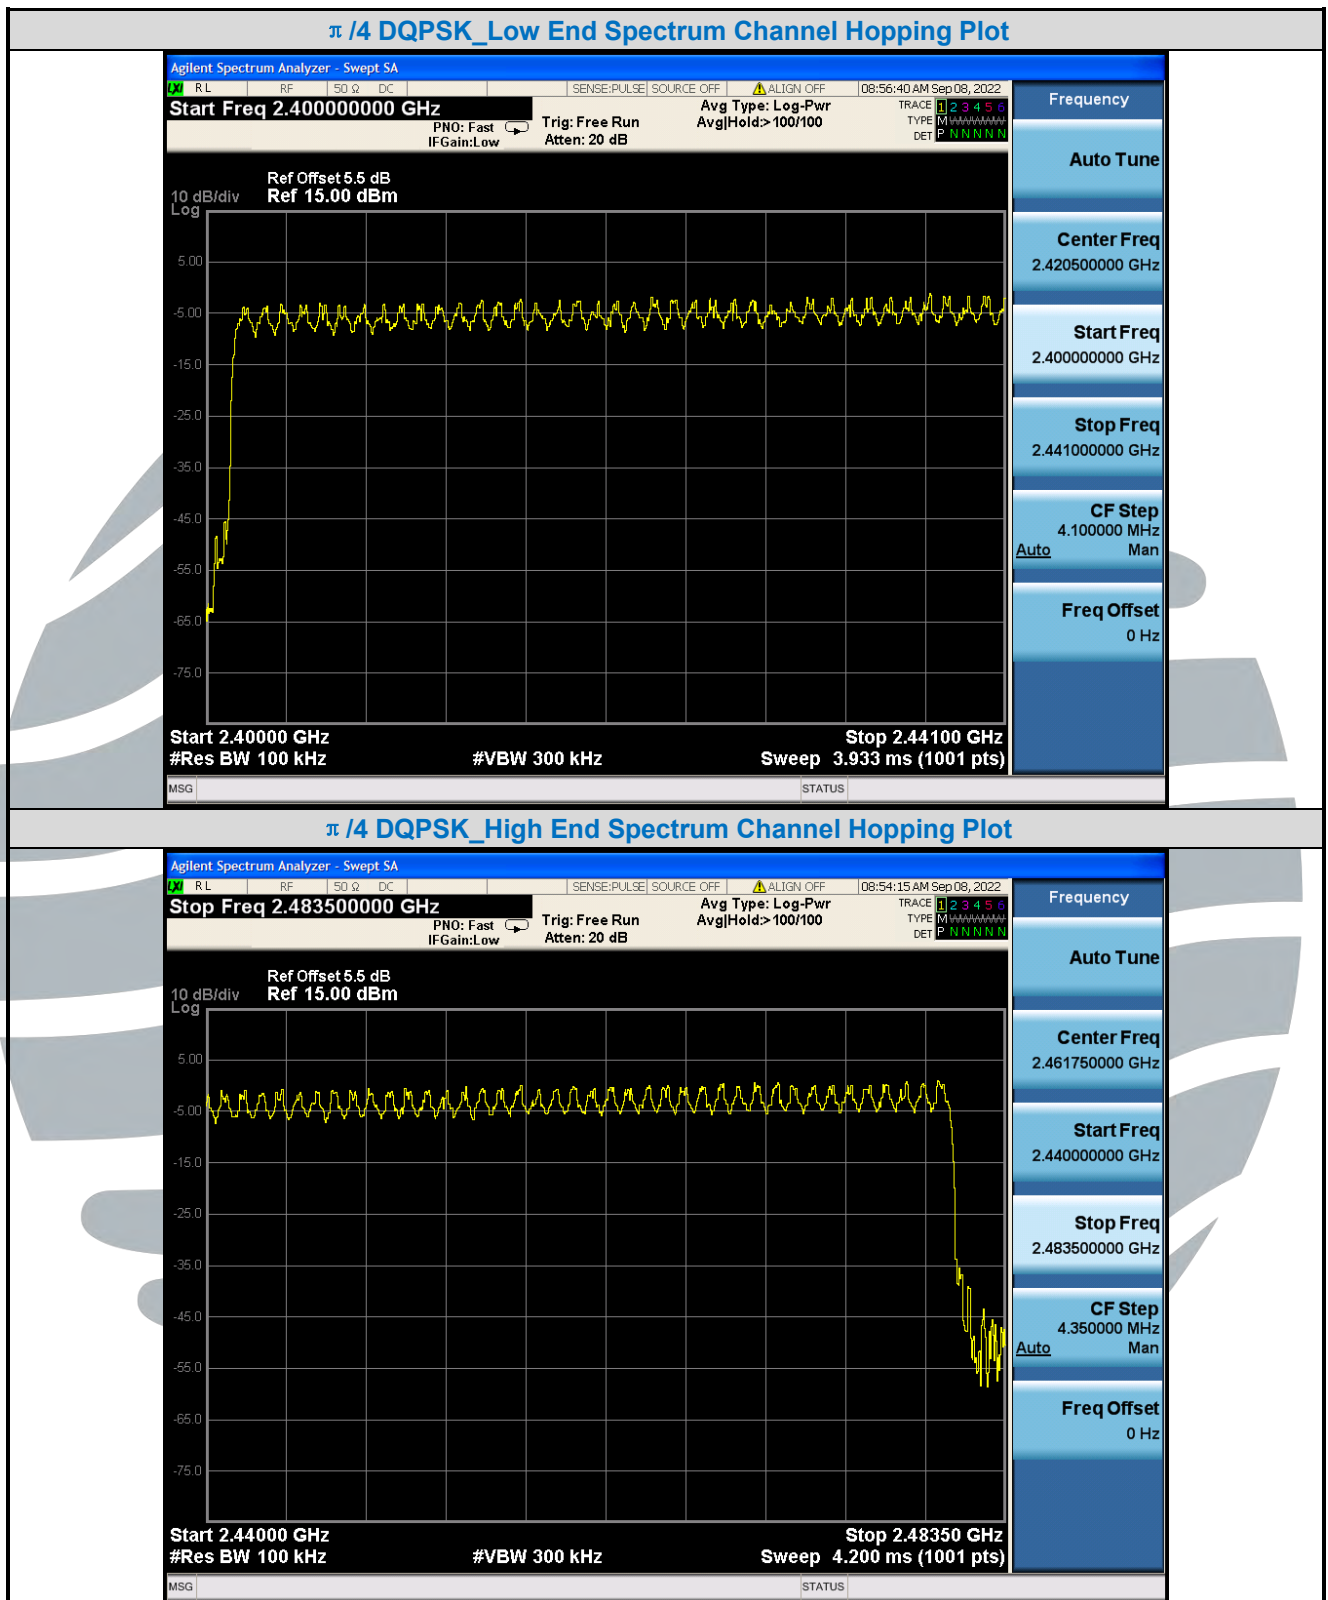 π /4 DQPSK_Low End Spectrum Channel Hopping Plot
Agilent Spectrum Analyzer - Swept SA
LXI RL RF 50 Ω DC SENSE:PULSE SOURCE OFF ALIGN OFF 08:56:40 AM Sep 08, 2022
Start Freq 2.400000000 GHz
PNO: Fast
IFGain:Low
Trig: Free Run
Atten: 20 dB
Avg Type: Log-Pwr
Avg|Hold:>100/100
TRACE 1 2 3 4 5 6
TYPE M
DET P N N N N N
Ref Offset 5.5 dB
10 dB/div Ref 15.00 dBm
Log
5.00
-5.00
-15.0
-25.0
-35.0
-45.0
-55.0
-65.0
-75.0
Start 2.40000 GHz Stop 2.44100 GHz
#Res BW 100 kHz #VBW 300 kHz Sweep 3.933 ms (1001 pts)
MSG STATUS
Frequency
Auto Tune
Center Freq
2.420500000 GHz
Start Freq
2.400000000 GHz
Stop Freq
2.441000000 GHz
CF Step
4.100000 MHz
Auto Man
Freq Offset
0 Hz
π /4 DQPSK_High End Spectrum Channel Hopping Plot
Agilent Spectrum Analyzer - Swept SA
LXI RL RF 50 Ω DC SENSE:PULSE SOURCE OFF ALIGN OFF 08:54:15 AM Sep 08, 2022
Stop Freq 2.483500000 GHz
PNO: Fast
IFGain:Low
Trig: Free Run
Atten: 20 dB
Avg Type: Log-Pwr
Avg|Hold:>100/100
TRACE 1 2 3 4 5 6
TYPE M
DET P N N N N N
Ref Offset 5.5 dB
10 dB/div Ref 15.00 dBm
Log
5.00
-5.00
-15.0
-25.0
-35.0
-45.0
-55.0
-65.0
-75.0
Start 2.44000 GHz Stop 2.48350 GHz
#Res BW 100 kHz #VBW 300 kHz Sweep 4.200 ms (1001 pts)
MSG STATUS
Frequency
Auto Tune
Center Freq
2.461750000 GHz
Start Freq
2.440000000 GHz
Stop Freq
2.483500000 GHz
CF Step
4.350000 MHz
Auto Man
Freq Offset
0 Hz